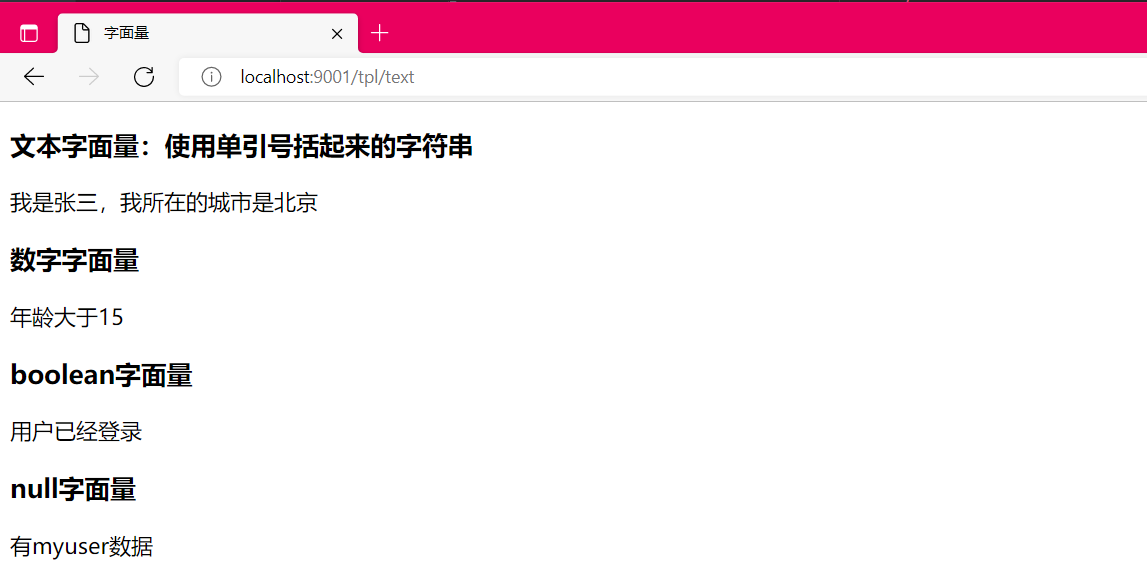 字面量
localhost:9001/tpl/text
文本字面量：使用单引号括起来的字符串
我是张三，我所在的城市是北京
数字字面量
年龄大于15
boolean字面量
用户已经登录
null字面量
有myuser数据